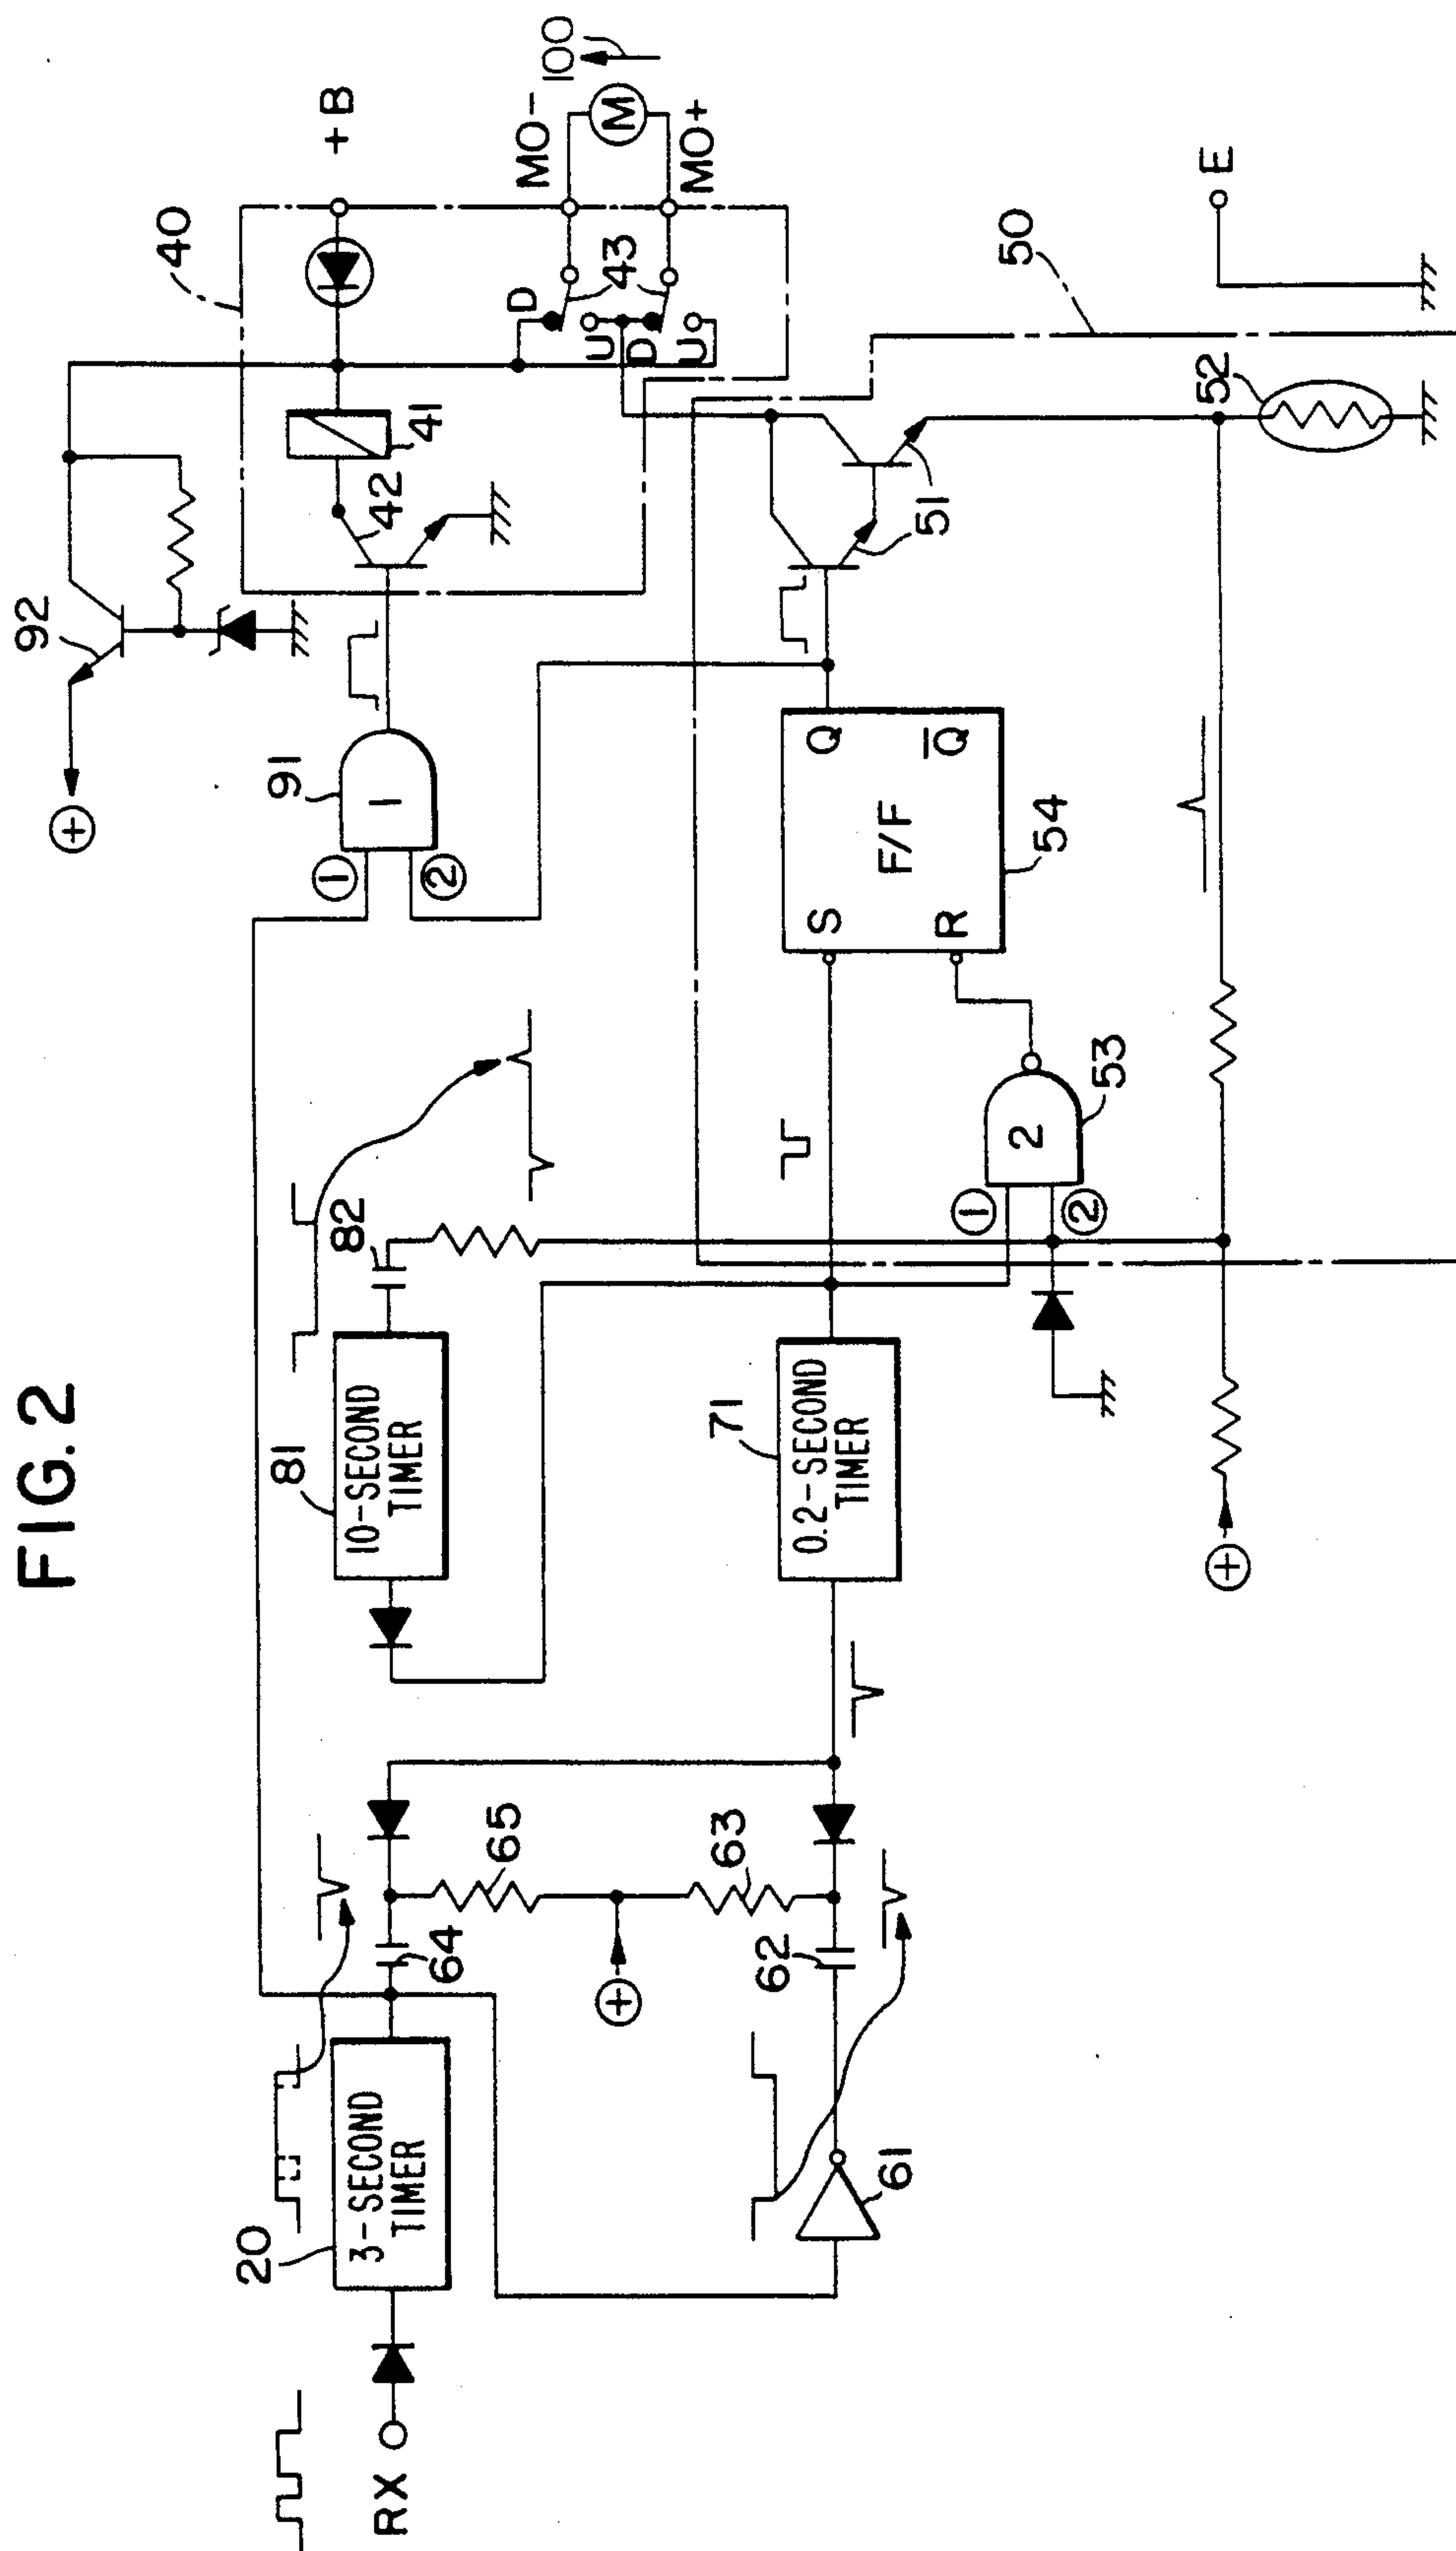 FIG. 2
RX
20
3-SECOND
TIMER
64
65
63
62
61
81
10-SECOND
TIMER
82
71
0.2-SECOND
TIMER
91
1
①
②
92
+
40
41
42
43
D
U
D
U
+B
MO-
MO+
M
100
50
51
51
52
E
54
F/F
S
R
Q
Q̅
53
2
①
②
+
+